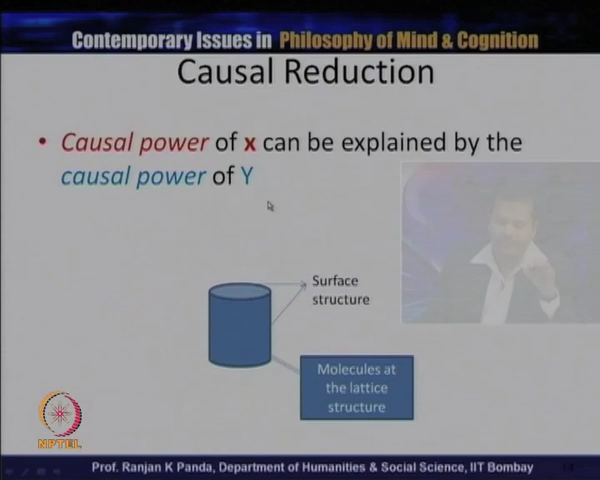 Contemporary Issues in Philosophy of Mind & Cognition
Causal Reduction
• Causal power of x can be explained by the
causal power of Y
Surface
structure
Molecules at
the lattice
structure
NPTEL
Prof. Ranjan K Panda, Department of Humanities & Social Science, IIT Bombay